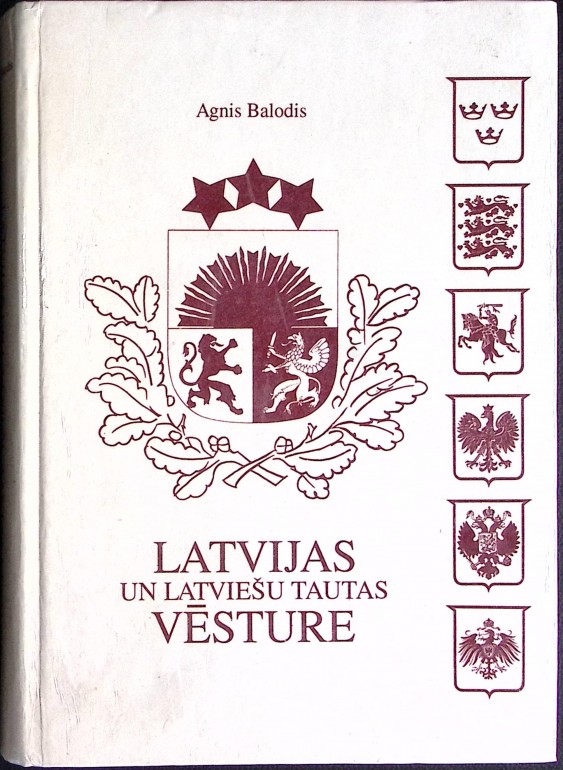 Agnis Balodis
LATVIJAS
UN LATVIEŠU TAUTAS
VĒSTURE